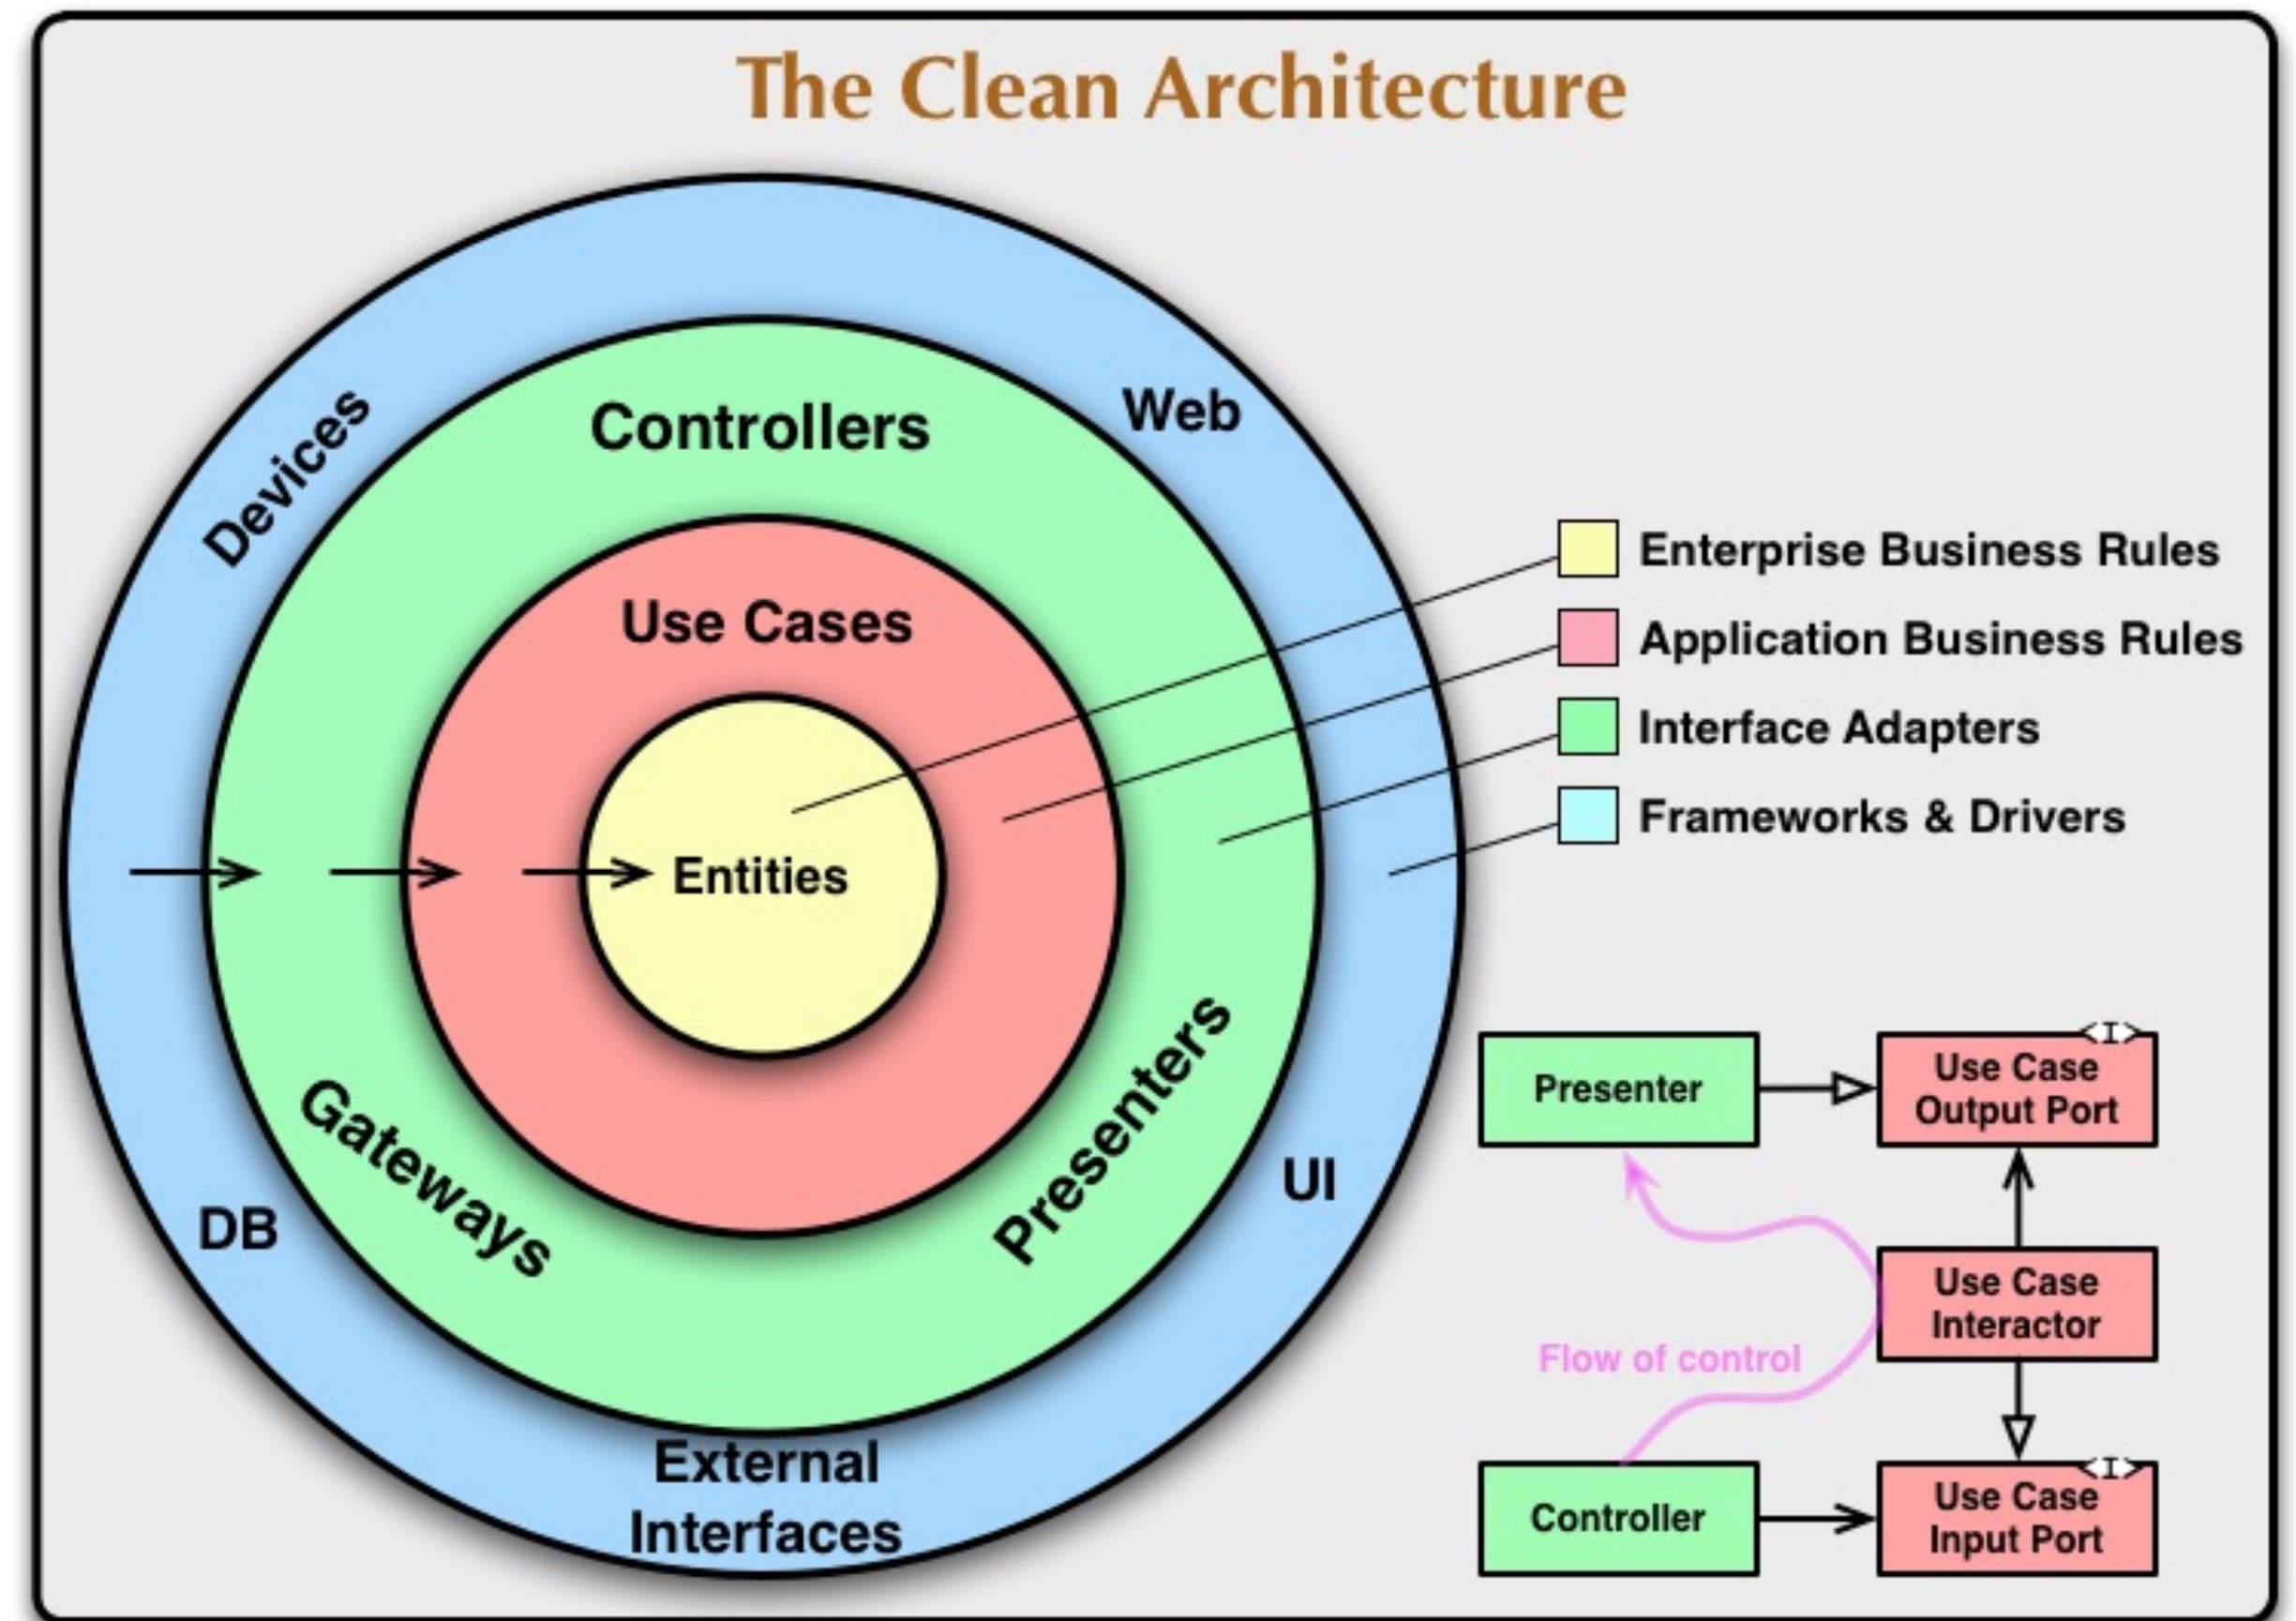 The Clean Architecture
Devices
Web
Controllers
Use Cases
Entities
Gateways
Presenters
DB
UI
External
Interfaces
Enterprise Business Rules
Application Business Rules
Interface Adapters
Frameworks & Drivers
Presenter
<I>
Use Case
Output Port
Use Case
Interactor
Flow of control
Controller
<I>
Use Case
Input Port